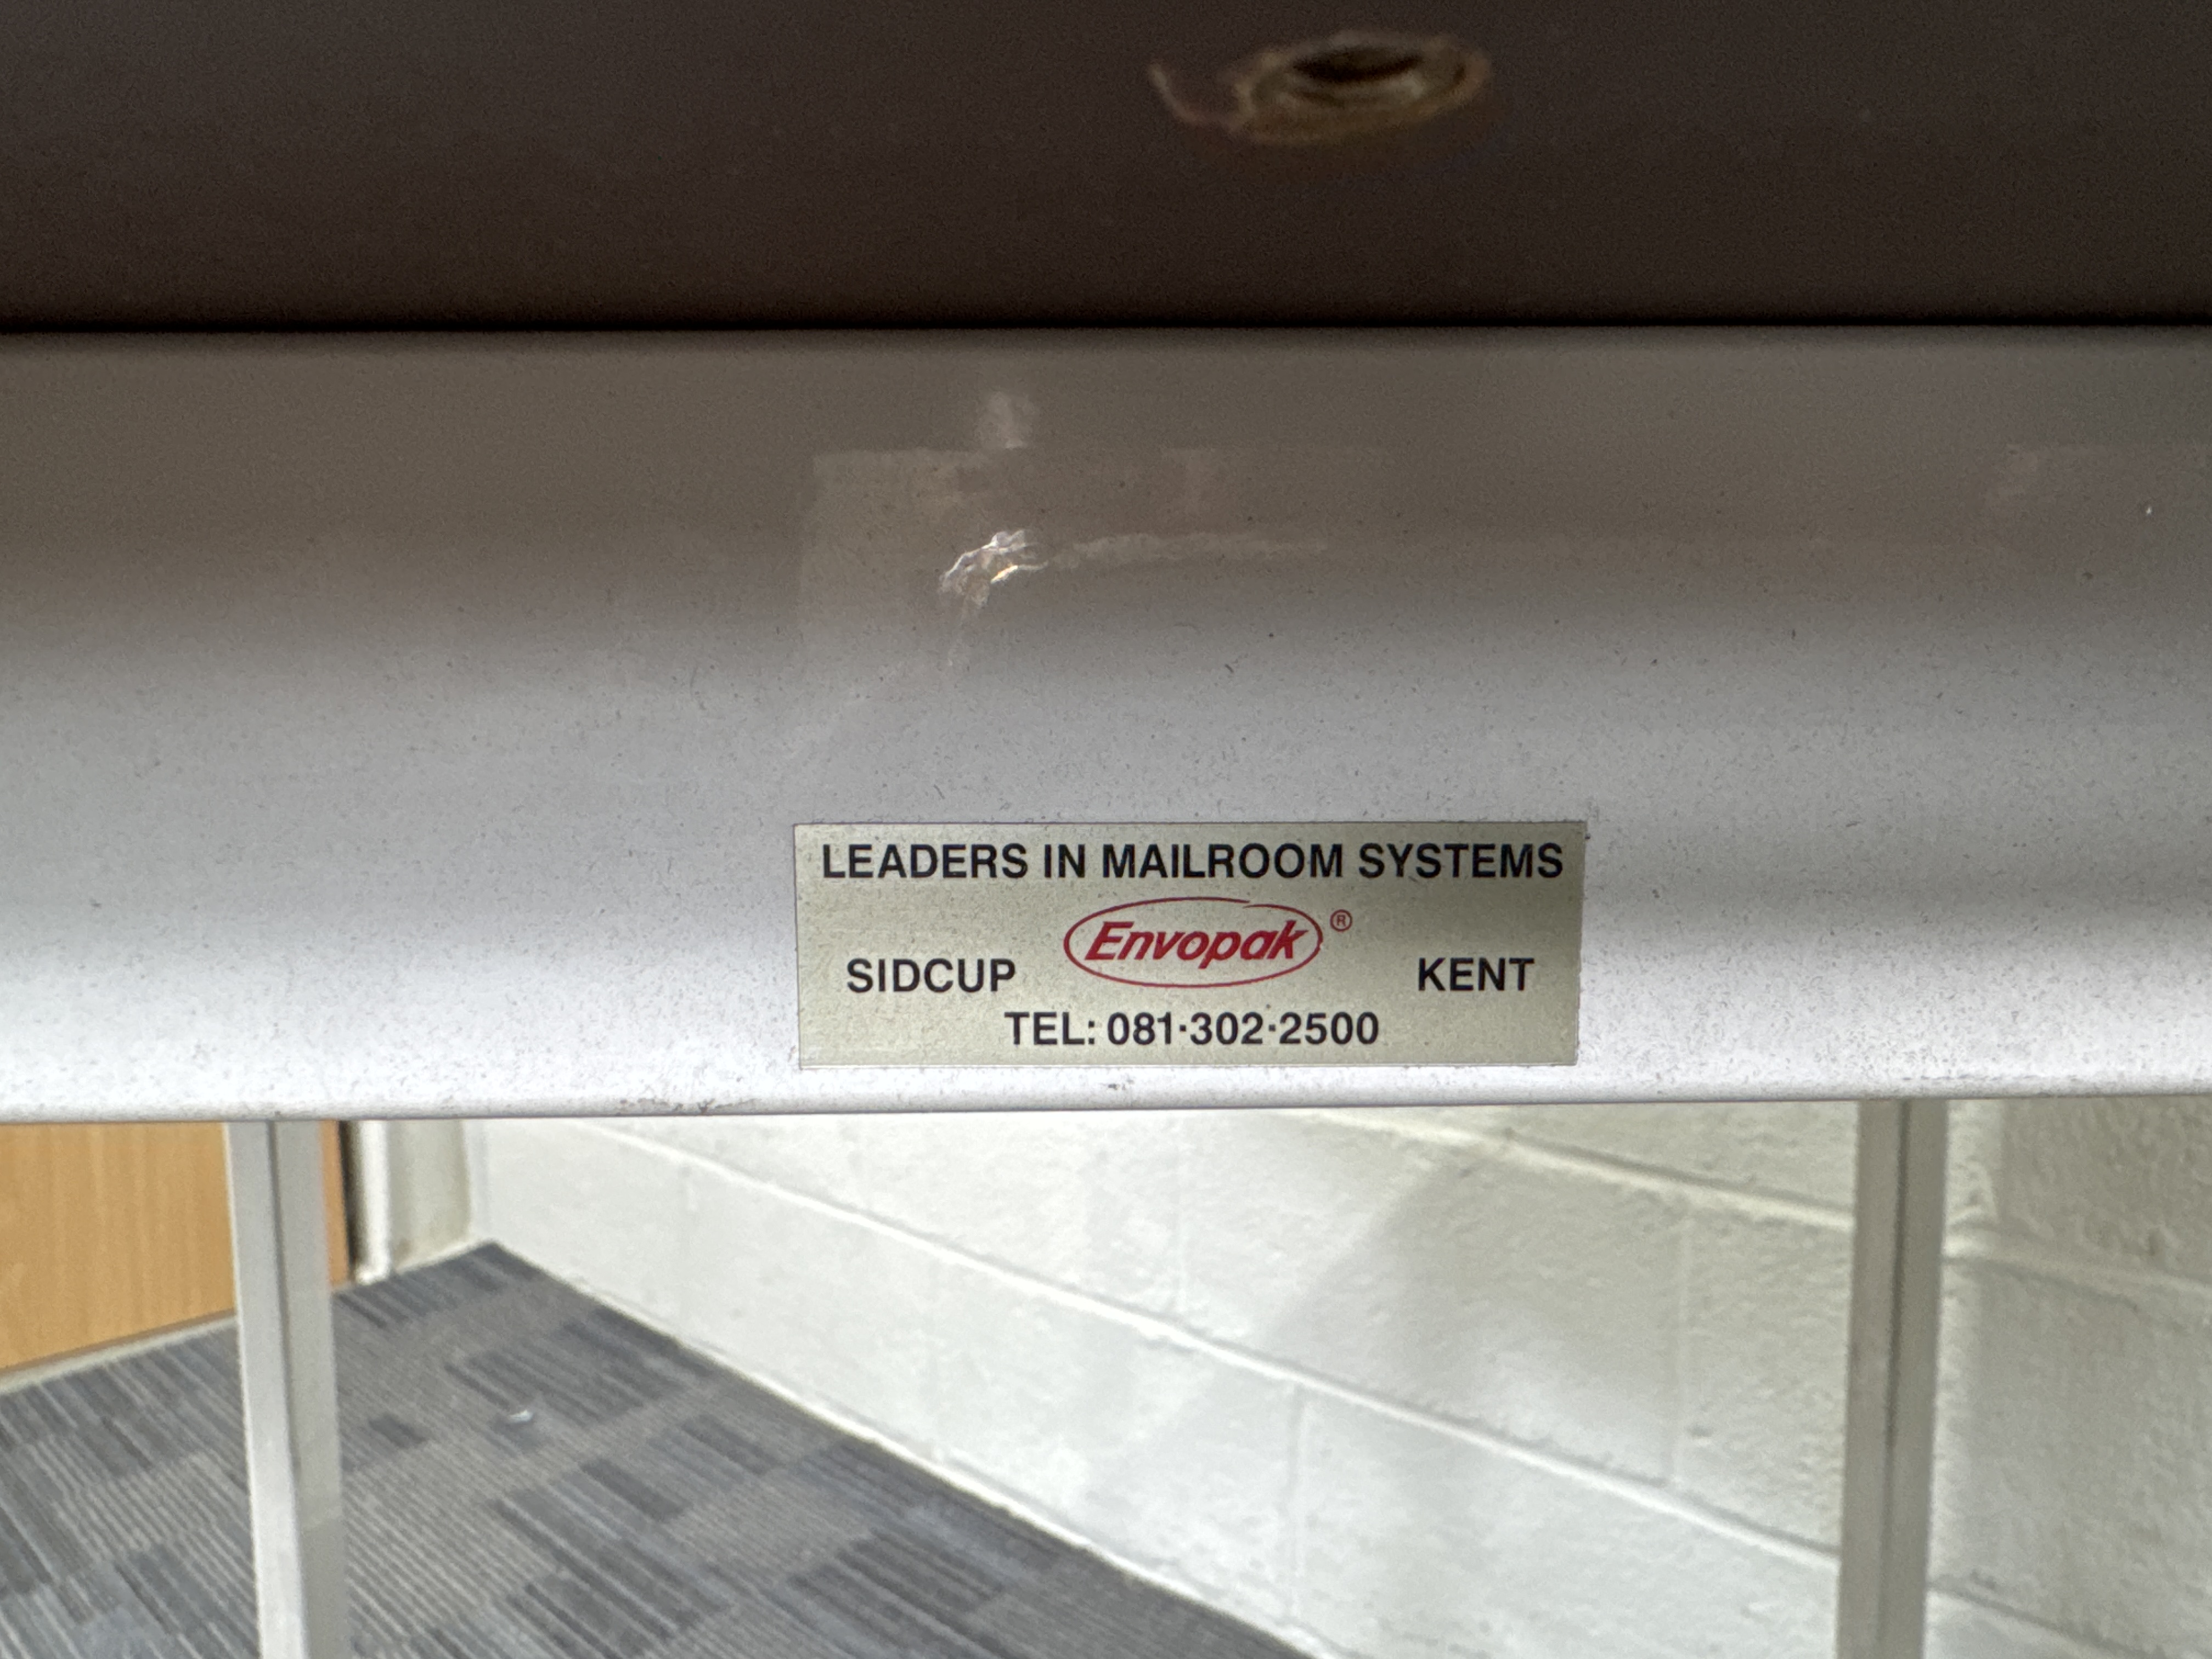 LEADERS IN MAILROOM SYSTEMS
Envopak®
SIDCUP KENT
TEL: 081·302·2500